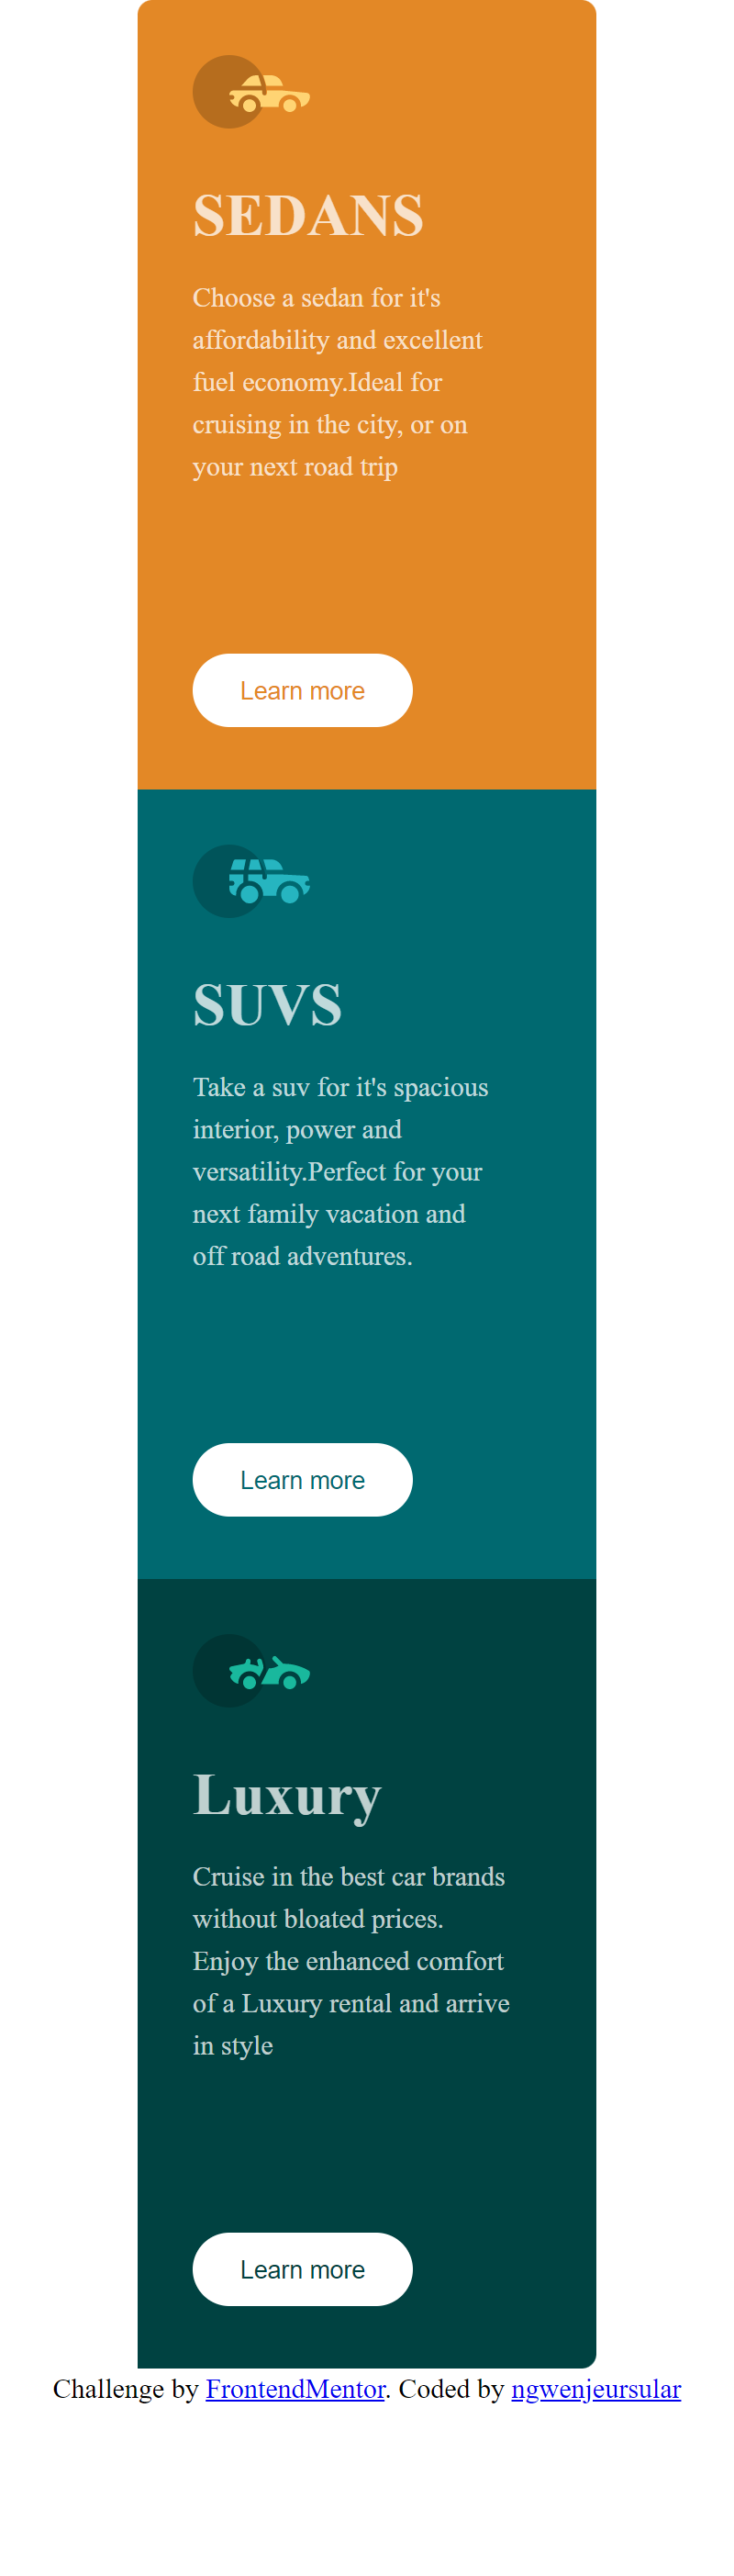 SEDANS
Choose a sedan for it's
affordability and excellent
fuel economy.Ideal for
cruising in the city, or on
your next road trip
Learn more
SUVS
Take a suv for it's spacious
interior, power and
versatility.Perfect for your
next family vacation and
off road adventures.
Learn more
Luxury
Cruise in the best car brands
without bloated prices.
Enjoy the enhanced comfort
of a Luxury rental and arrive
in style
Learn more
Challenge by FrontendMentor. Coded by ngwenjeursular